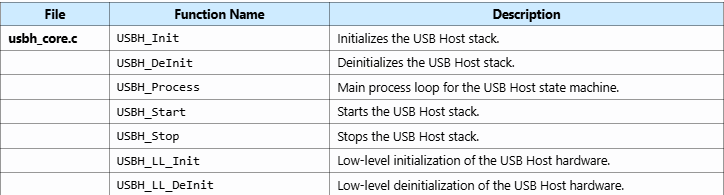 File Function Name Description
usbh_core.c USBH_Init Initializes the USB Host stack.
USBH_DeInit Deinitializes the USB Host stack.
USBH_Process Main process loop for the USB Host state machine.
USBH_Start Starts the USB Host stack.
USBH_Stop Stops the USB Host stack.
USBH_LL_Init Low-level initialization of the USB Host hardware.
USBH_LL_DeInit Low-level deinitialization of the USB Host hardware.